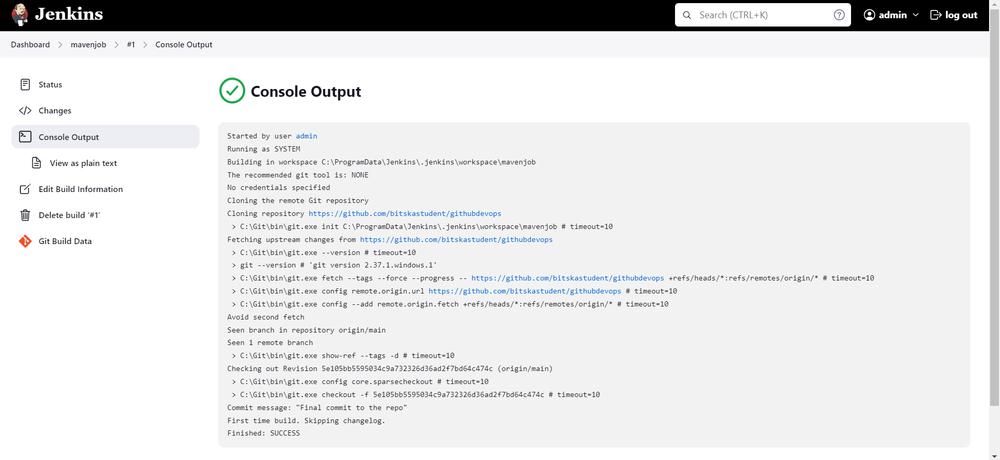 Jenkins
Search (CTRL+K)
admin
log out
Dashboard
mavenjob
#1
Console Output
Status
Changes
Console Output
View as plain text
Edit Build Information
Delete build ‘#1’
Git Build Data
Console Output
Started by user admin
Running as SYSTEM
Building in workspace C:\ProgramData\Jenkins\.jenkins\workspace\mavenjob
The recommended git tool is: NONE
No credentials specified
Cloning the remote Git repository
Cloning repository https://github.com/bitskastudent/githubdevops
 > C:\Git\bin\git.exe init C:\ProgramData\Jenkins\.jenkins\workspace\mavenjob # timeout=10
Fetching upstream changes from https://github.com/bitskastudent/githubdevops
 > C:\Git\bin\git.exe --version # timeout=10
 > git --version # 'git version 2.37.1.windows.1'
 > C:\Git\bin\git.exe fetch --tags --force --progress -- https://github.com/bitskastudent/githubdevops +refs/heads/*:refs/remotes/origin/* # timeout=10
 > C:\Git\bin\git.exe config remote.origin.url https://github.com/bitskastudent/githubdevops # timeout=10
 > C:\Git\bin\git.exe config --add remote.origin.fetch +refs/heads/*:refs/remotes/origin/* # timeout=10
Avoid second fetch
Seen branch in repository origin/main
Seen 1 remote branch
 > C:\Git\bin\git.exe show-ref --tags -d # timeout=10
Checking out Revision 5e105bb5595034c9a732326d36ad2f7bd64c474c (origin/main)
 > C:\Git\bin\git.exe config core.sparsecheckout # timeout=10
 > C:\Git\bin\git.exe checkout -f 5e105bb5595034c9a732326d36ad2f7bd64c474c # timeout=10
Commit message: "Final commit to the repo"
First time build. Skipping changelog.
Finished: SUCCESS